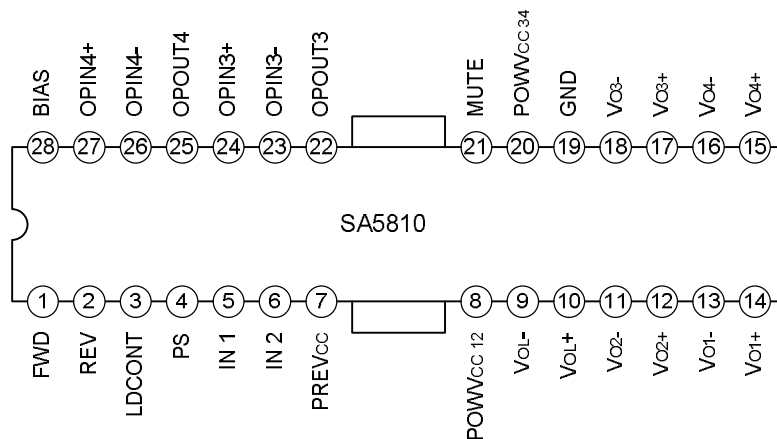 BIAS
OPIN4+
OPIN4-
OPOUT4
OPIN3+
OPIN3-
OPOUT3
MUTE
POWVCC 34
GND
VO3-
VO3+
VO4-
VO4+
28 27 26 25 24 23 22 21 20 19 18 17 16 15
SA5810
1 2 3 4 5 6 7 8 9 10 11 12 13 14
FWD
REV
LDCONT
PS
IN 1
IN 2
PREVCC
POWVCC 12
VOL-
VOL+
VO2-
VO2+
VO1-
VO1+